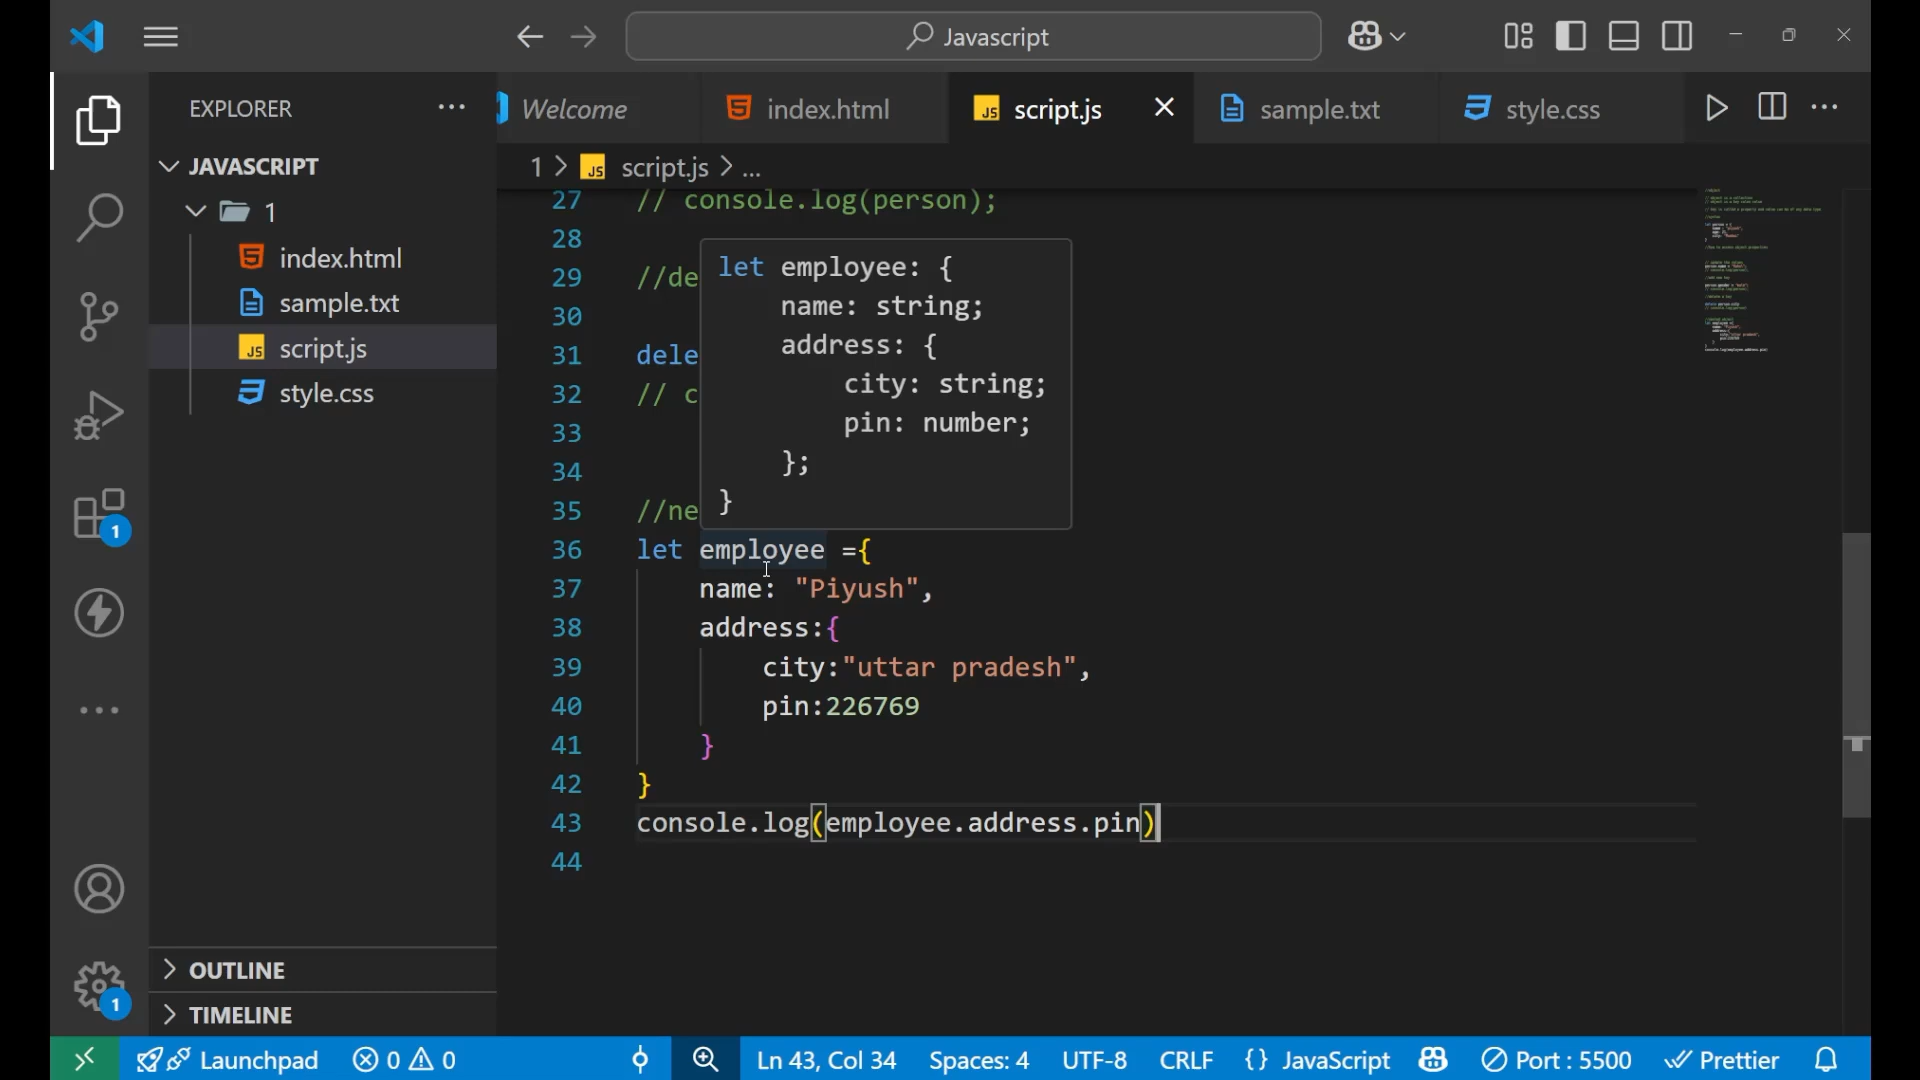 Javascript
EXPLORER
Welcome
index.html
script.js
sample.txt
style.css
JAVASCRIPT
1 > script.js > ...
1
index.html
sample.txt
script.js
style.css
27 // console.log(person);
28
29 //de
30
31 dele
32 // c
33
34
35 //ne
let employee: {
name: string;
address: {
city: string;
pin: number;
};
}
36 let employee ={
37 name: "Piyush",
38 address:{
39 city:"uttar pradesh",
40 pin:226769
41 }
42 }
43 console.log(employee.address.pin)
44
1
1
OUTLINE
TIMELINE
Launchpad 0 0 Ln 43, Col 34 Spaces: 4 UTF-8 CRLF {} JavaScript Port : 5500 Prettier